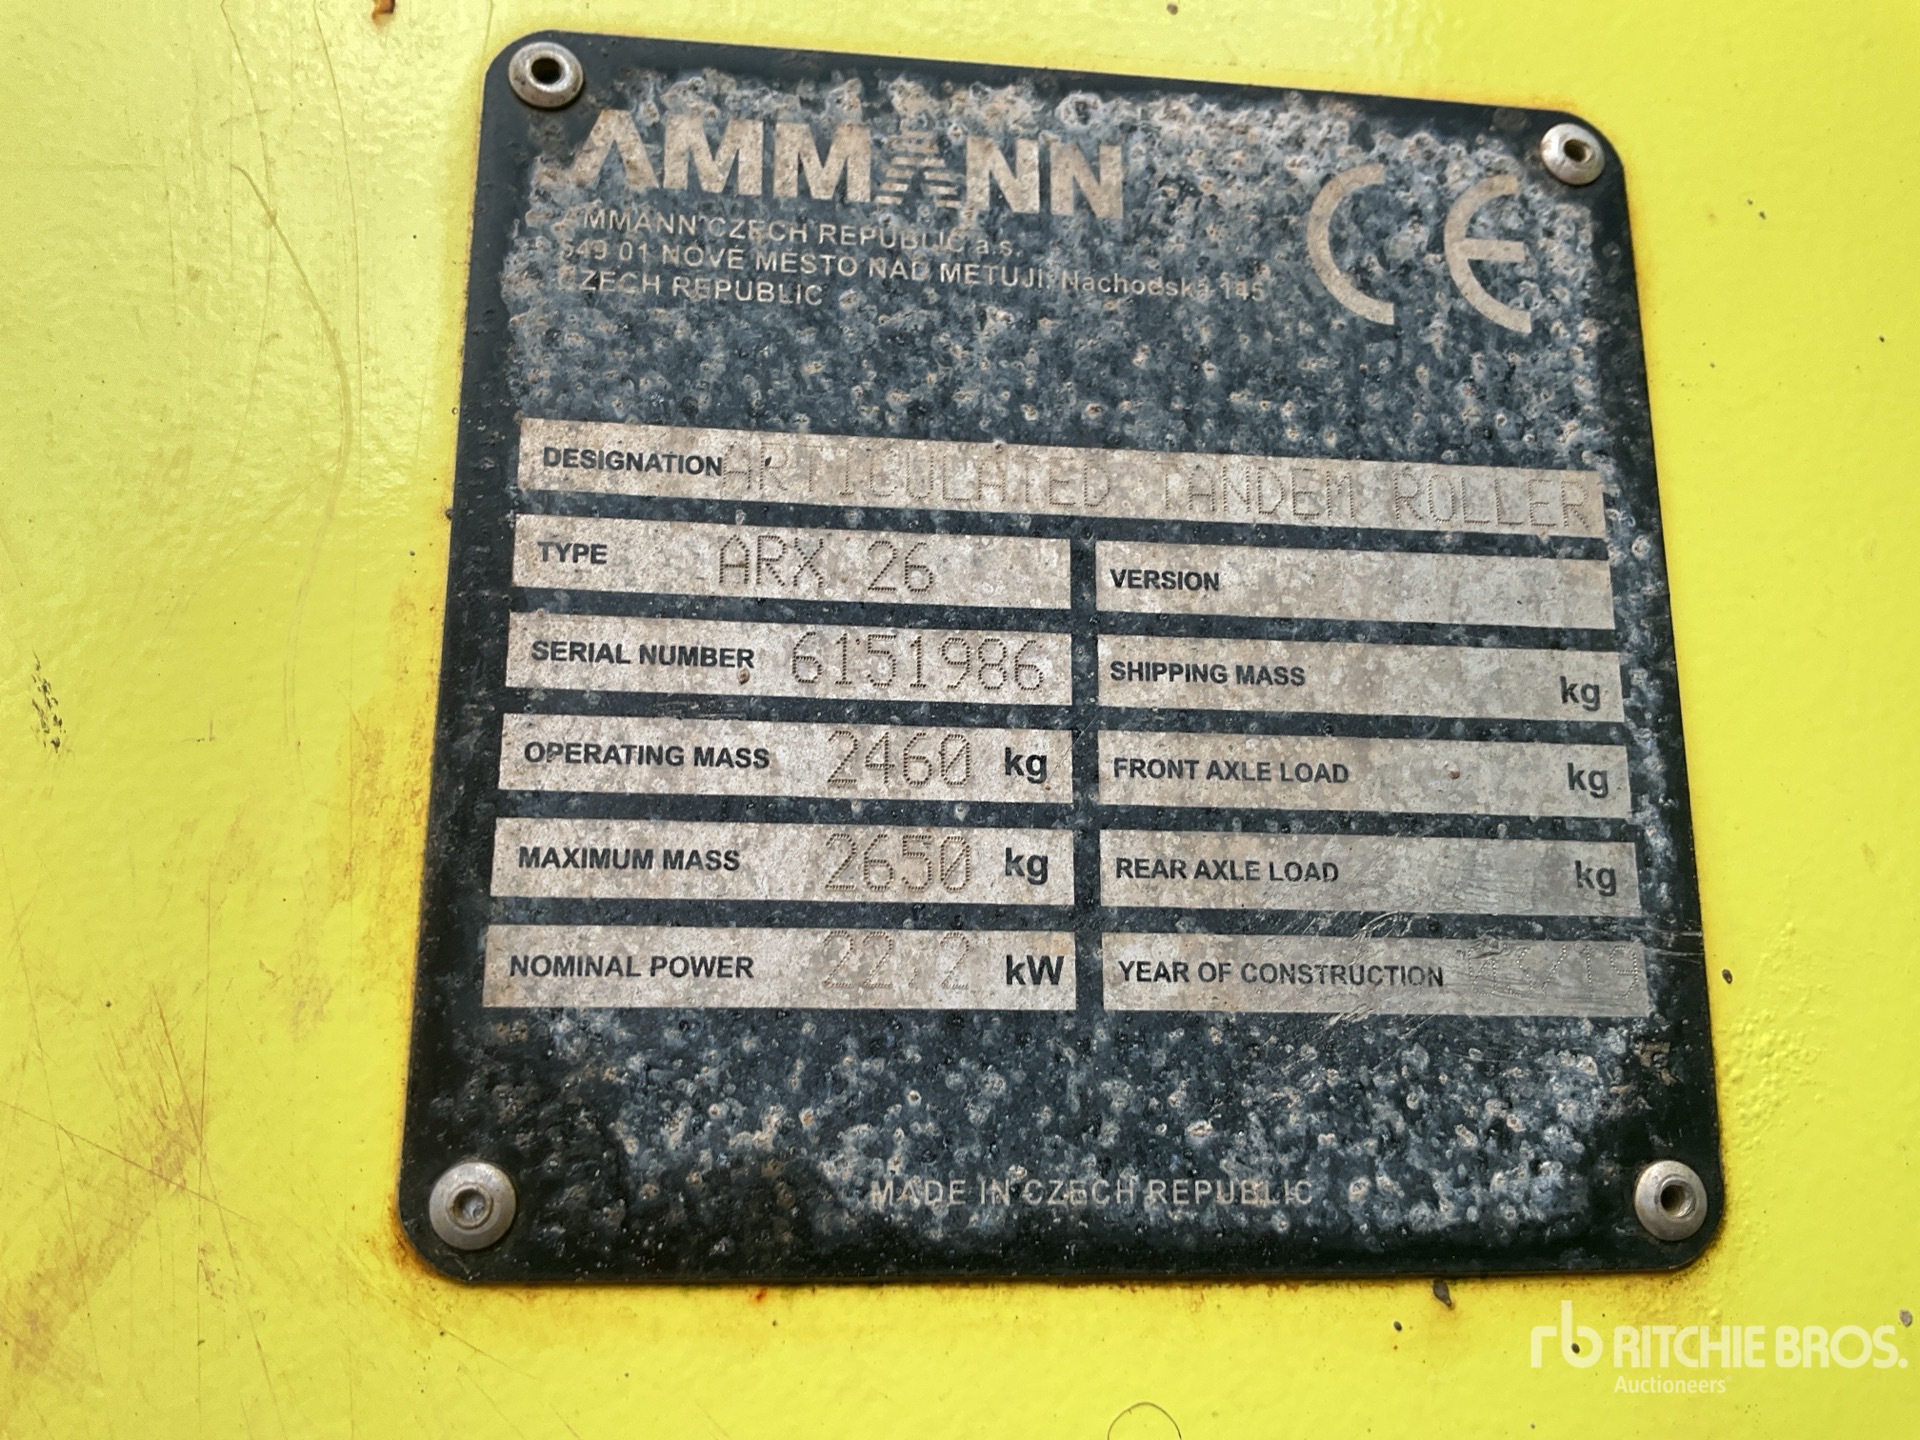 AMMANN
CE
AMMANN CZECH REPUBLIC a.s.
549 01 NOVE MESTO NAD METUJI, Nachodska 145
CZECH REPUBLIC
DESIGNATION ARTICULATED TANDEM ROLLER
TYPE ARX 26
VERSION
SERIAL NUMBER 6151986
SHIPPING MASS kg
OPERATING MASS 2460 kg
FRONT AXLE LOAD kg
MAXIMUM MASS 2650 kg
REAR AXLE LOAD kg
NOMINAL POWER 22.2 kW
YEAR OF CONSTRUCTION
MADE IN CZECH REPUBLIC
rb RITCHIE BROS.
Auctioneers